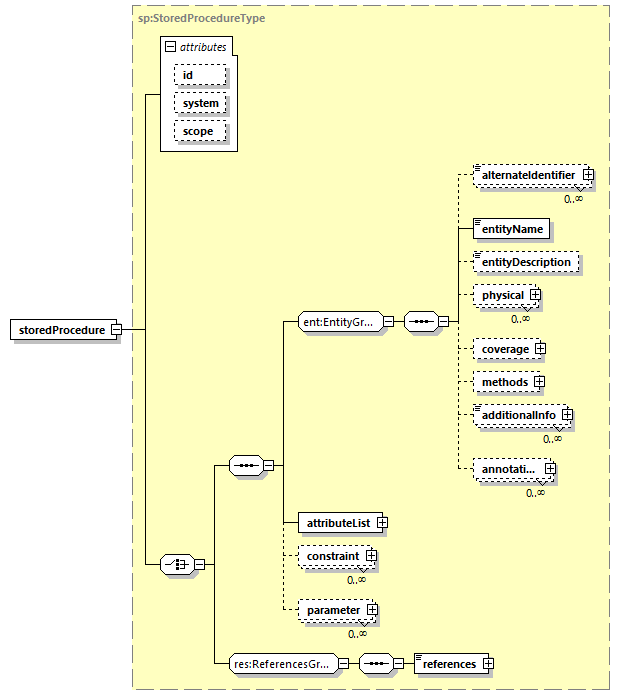 sp:StoredProcedureType
attributes
id
system
scope
alternateIdentifier
0..∞
entityName
entityDescription
physical
0..∞
storedProcedure
ent:EntityGr...
coverage
methods
additionalInfo
0..∞
annotati...
0..∞
attributeList
constraint
0..∞
parameter
0..∞
res:ReferencesGr...
references